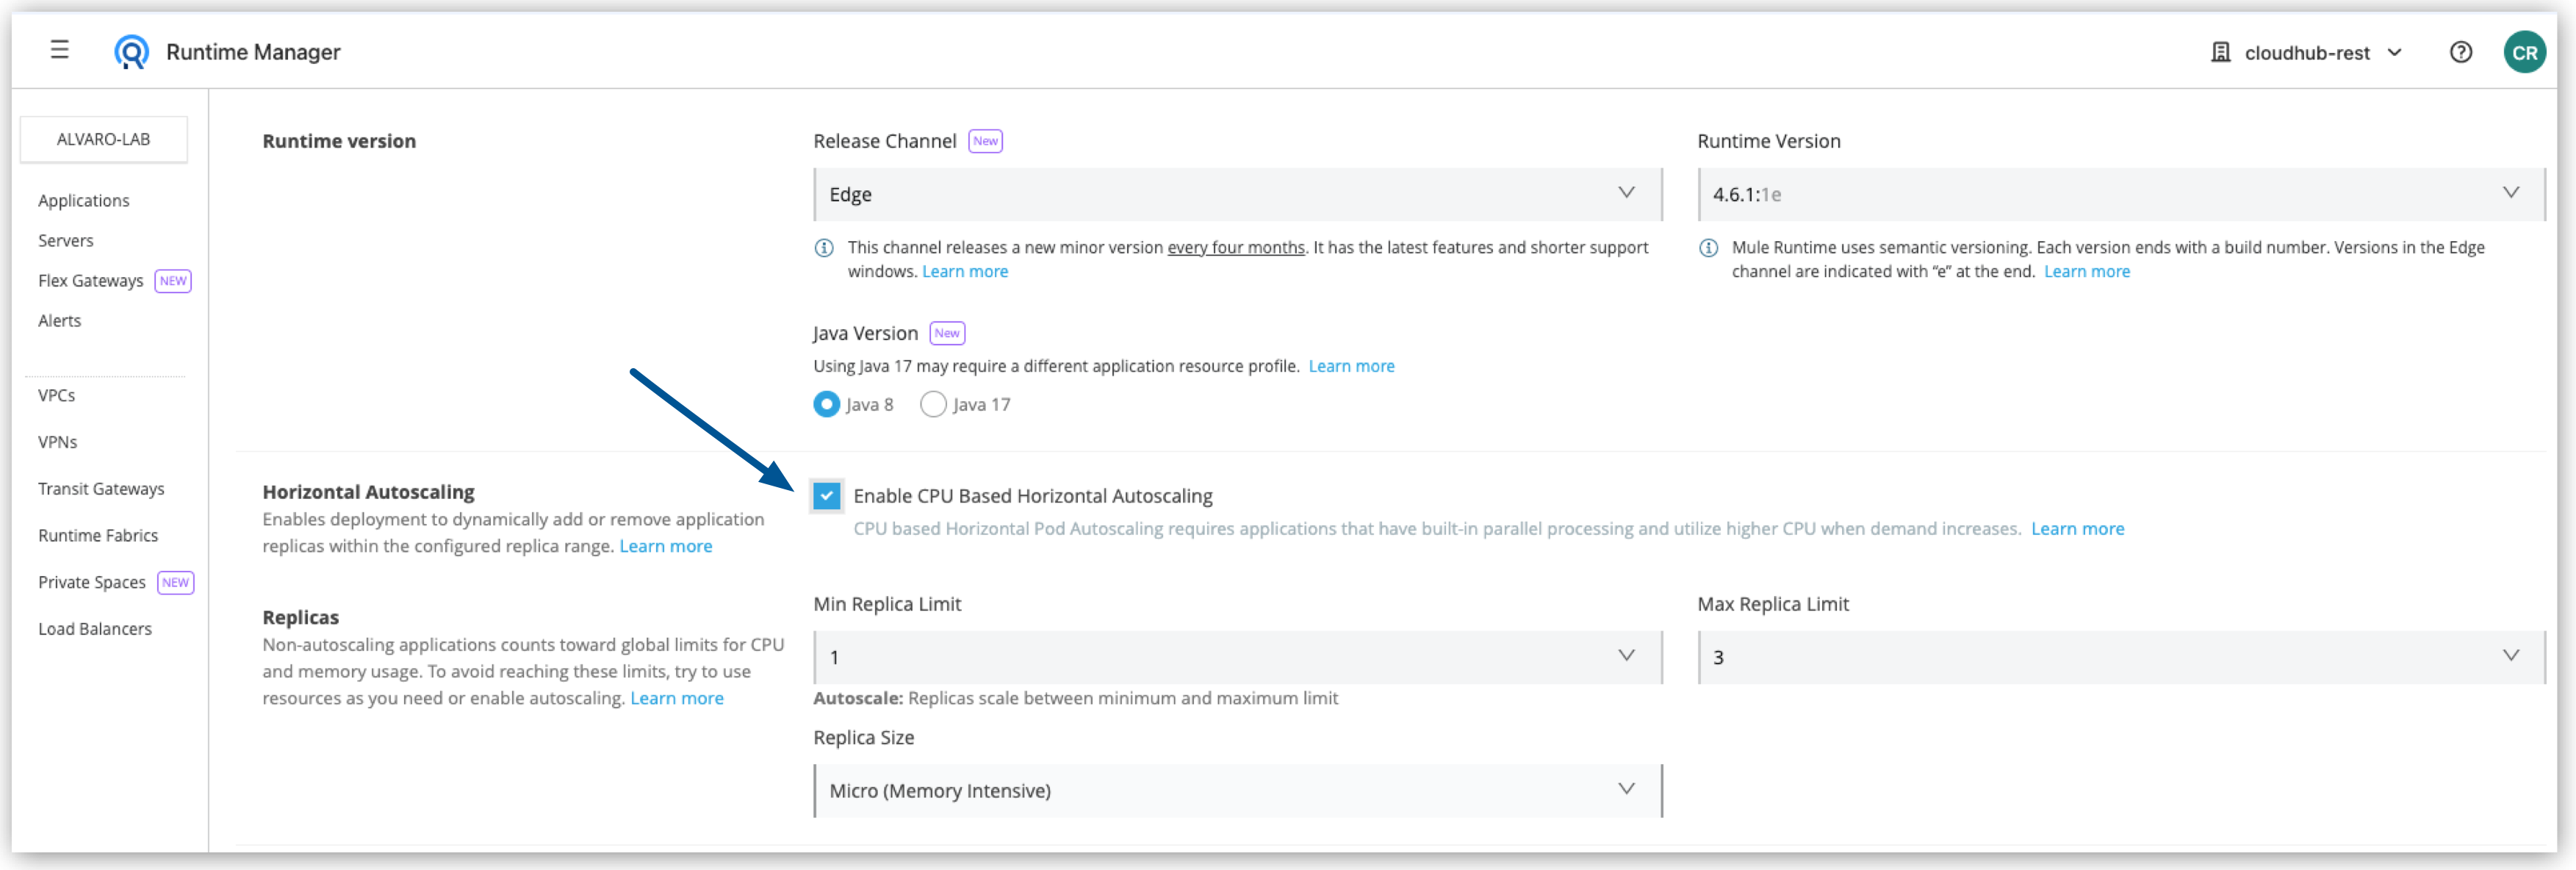 Runtime Manager
cloudhub-rest
CR
ALVARO-LAB
Applications
Servers
Flex Gateways NEW
Alerts
VPCs
VPNs
Transit Gateways
Runtime Fabrics
Private Spaces NEW
Load Balancers
Runtime version
Release Channel New
Edge
This channel releases a new minor version every four months. It has the latest features and shorter support
windows. Learn more
Runtime Version
4.6.1:1e
Mule Runtime uses semantic versioning. Each version ends with a build number. Versions in the Edge
channel are indicated with “e” at the end. Learn more
Java Version New
Using Java 17 may require a different application resource profile. Learn more
Java 8 Java 17
Horizontal Autoscaling
Enables deployment to dynamically add or remove application
replicas within the configured replica range. Learn more
Enable CPU Based Horizontal Autoscaling
CPU based Horizontal Pod Autoscaling requires applications that have built-in parallel processing and utilize higher CPU when demand increases. Learn more
Replicas
Non-autoscaling applications counts toward global limits for CPU
and memory usage. To avoid reaching these limits, try to use
resources as you need or enable autoscaling. Learn more
Min Replica Limit
1
Autoscale: Replicas scale between minimum and maximum limit
Max Replica Limit
3
Replica Size
Micro (Memory Intensive)